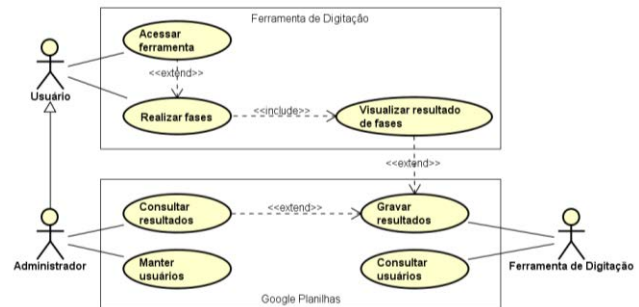 Ferramenta de Digitação
Acessar
ferramenta
<<extend>>
Usuário
Realizar fases
<<include>>
Visualizar resultado
de fases
<<extend>>
Consultar
resultados
<<extend>>
Gravar
resultados
Administrador
Manter
usuários
Consultar
usuários
Ferramenta de Digitação
Google Planilhas